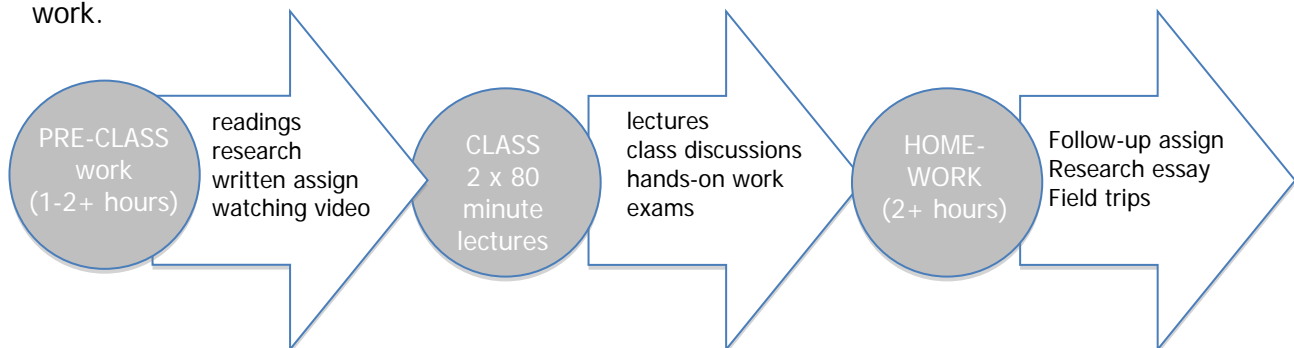 work.
PRE-CLASS
work
(1-2+ hours)
readings
research
written assign
watching video
CLASS
2 x 80
minute
lectures
lectures
class discussions
hands-on work
exams
HOME-
WORK
(2+ hours)
Follow-up assign
Research essay
Field trips